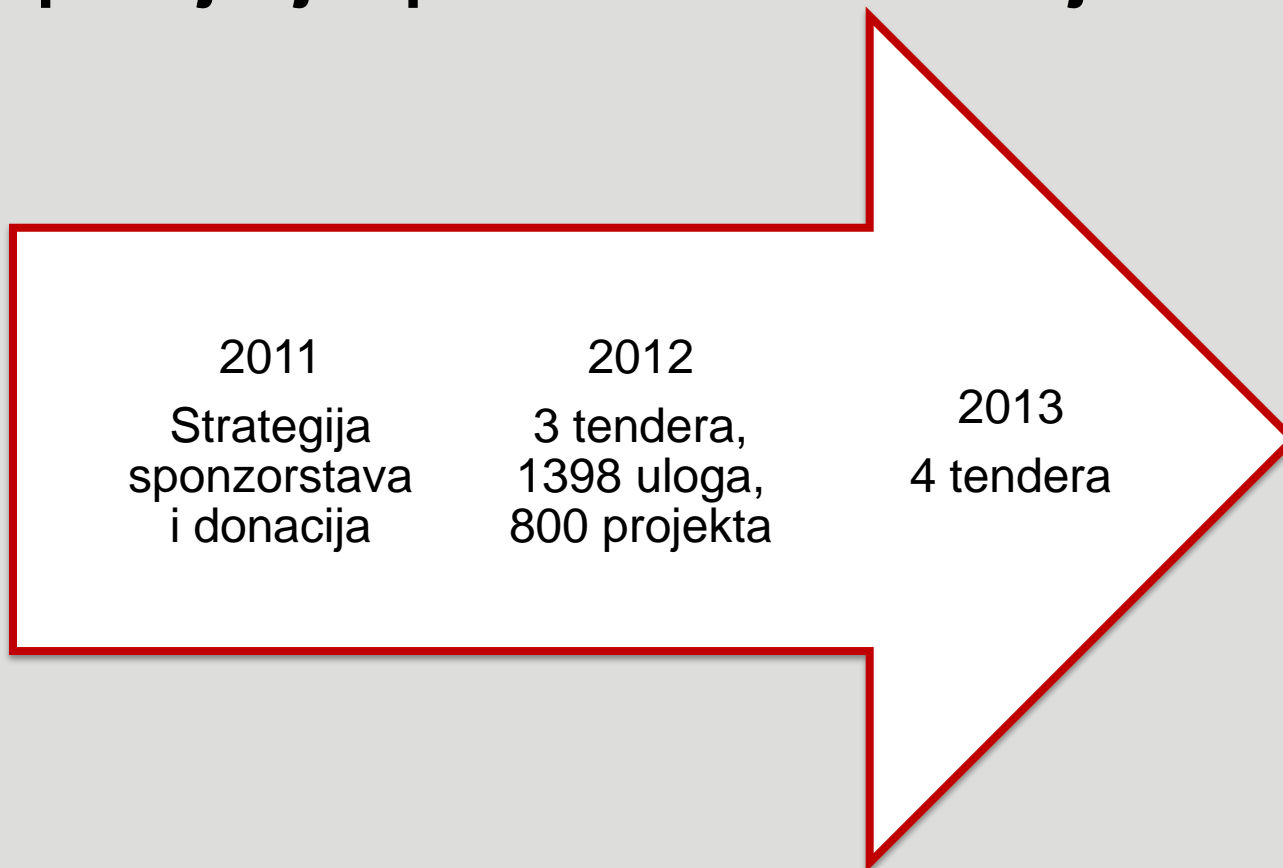 2011
Strategija
sponzorstava
i donacija
2012
3 tendera,
1398 uloga,
800 projekta
2013
4 tendera